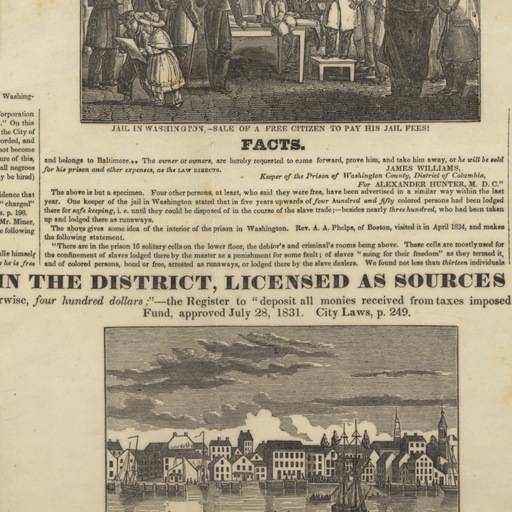 JAIL IN WASHINGTON,—SALE OF A FREE CITIZEN TO PAY HIS JAIL FEES!
FACTS.
Washing-
orporation
." On this
the City of
orded, and
not become
ure of this,
all negroes
y be hired)
idence that
"charged"
s. p. 198.
Mr. Miner,
e following
alls himself
s he is free
and belongs to Baltimore... The owner or owners, are hereby requested to come forward, prove him, and take him away, or he will be sold
for his prison and other expenses, as the LAW DIRECTS.
JAMES WILLIAMS,
Keeper of the Prison of Washington County, District of Columbia,
For ALEXANDER HUNTER, M. D. C."
The above is but a specimen. Four other persons, at least, who said they were free, have been advertised in a similar way within the last
year. One keeper of the jail in Washington stated that in five years upwards of four hundred and fifty colored persons had been lodged
there for safe keeping, i. e. until they could be disposed of in the course of the slave trade;—besides nearly three hundred, who had been taken
up and lodged there as runaways.
The above gives some idea of the interior of the prison in Washington. Rev. A. A. Phelps, of Boston, visited it in April 1834, and makes
the following statement.
"There are in the prison 16 solitary cells on the lower floor, the debtor's and criminal's rooms being above. These cells are mostly used for
the confinement of slaves lodged there by the master as a punishment for some fault; of slaves "suing for their freedom" as they termed it,
and of colored persons, bond or free, arrested as runaways, or lodged there by the slave dealers. We found not less than thirteen individuals
IN THE DISTRICT, LICENSED AS SOURCES
rwise, four hundred dollars;"—the Register to "deposit all monies received from taxes imposed
Fund, approved July 28, 1831. City Laws, p. 249.